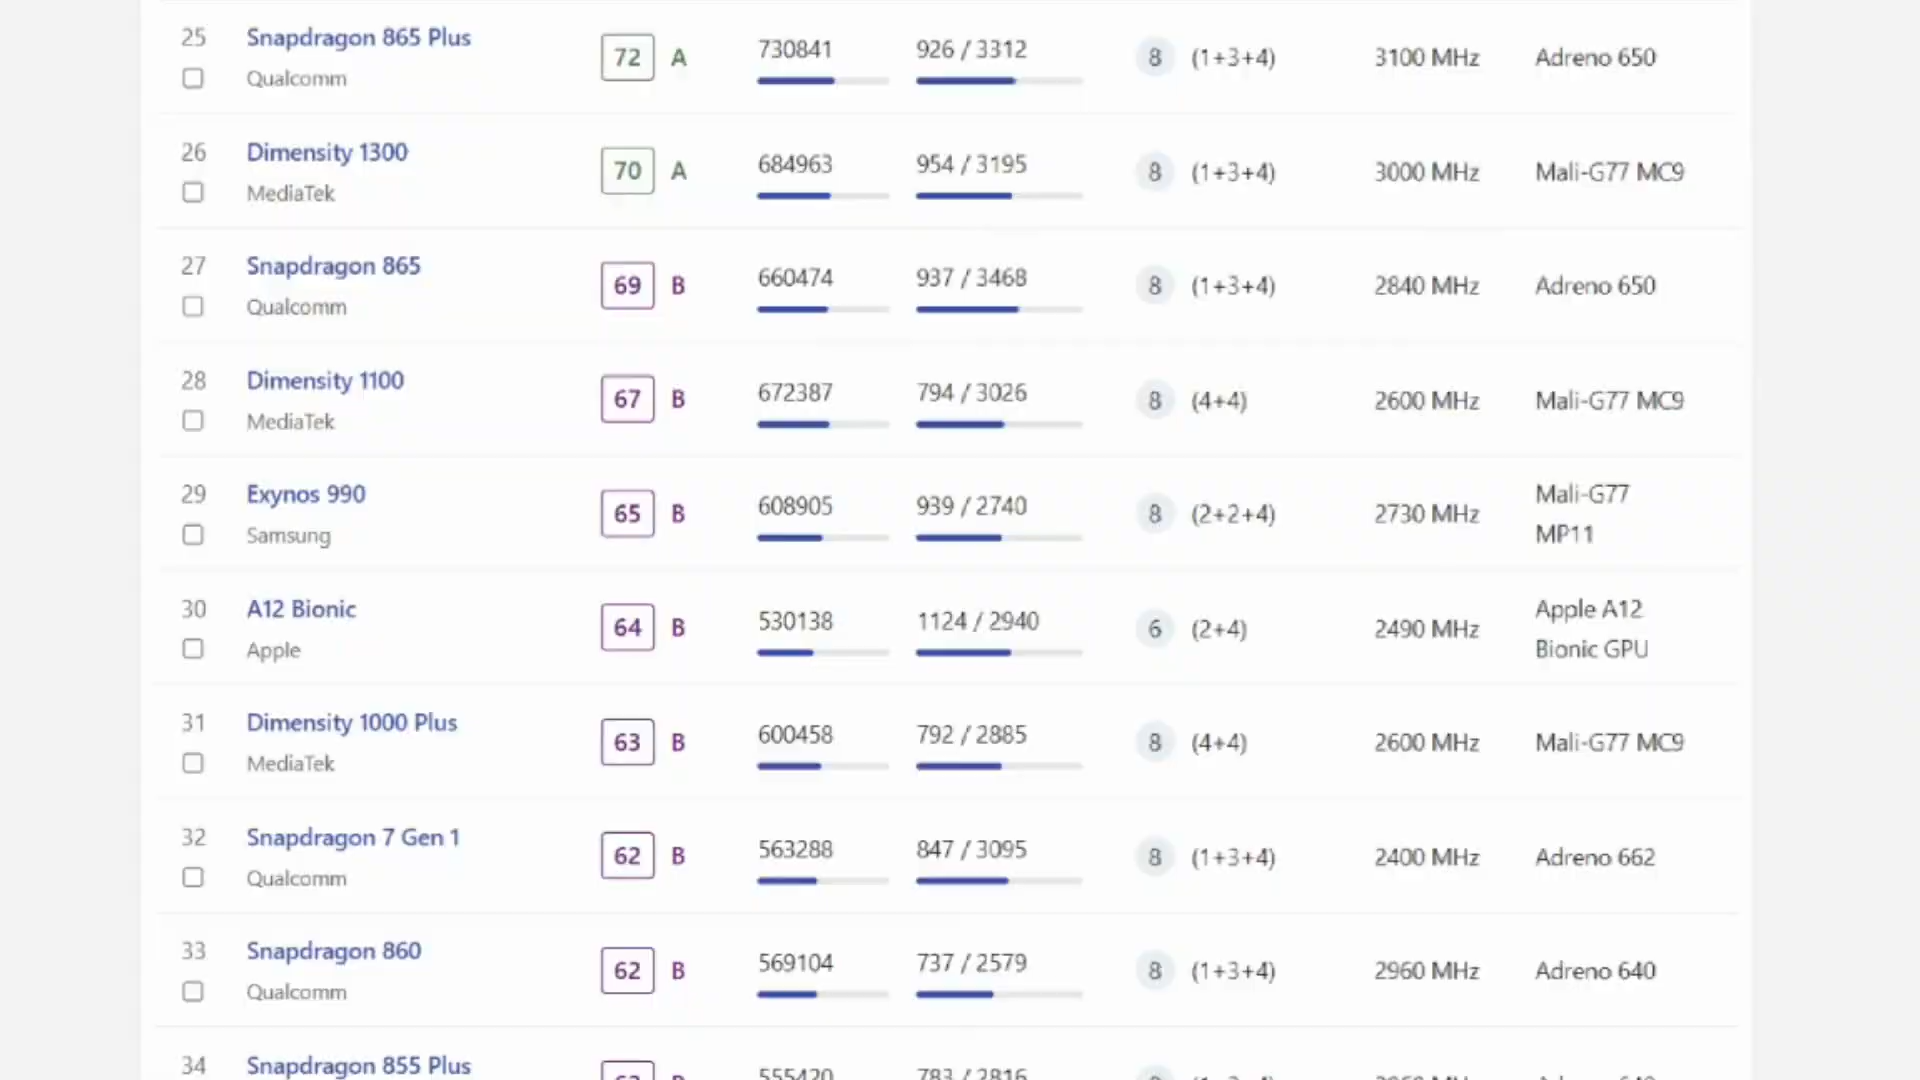 25 Snapdragon 865 Plus 72 A 730841 926 / 3312 8 (1+3+4) 3100 MHz Adreno 650
Qualcomm
26 Dimensity 1300 70 A 684963 954 / 3195 8 (1+3+4) 3000 MHz Mali-G77 MC9
MediaTek
27 Snapdragon 865 69 B 660474 937 / 3468 8 (1+3+4) 2840 MHz Adreno 650
Qualcomm
28 Dimensity 1100 67 B 672387 794 / 3026 8 (4+4) 2600 MHz Mali-G77 MC9
MediaTek
29 Exynos 990 65 B 608905 939 / 2740 8 (2+2+4) 2730 MHz Mali-G77
Samsung MP11
30 A12 Bionic 64 B 530138 1124 / 2940 6 (2+4) 2490 MHz Apple A12
Apple Bionic GPU
31 Dimensity 1000 Plus 63 B 600458 792 / 2885 8 (4+4) 2600 MHz Mali-G77 MC9
MediaTek
32 Snapdragon 7 Gen 1 62 B 563288 847 / 3095 8 (1+3+4) 2400 MHz Adreno 662
Qualcomm
33 Snapdragon 860 62 B 569104 737 / 2579 8 (1+3+4) 2960 MHz Adreno 640
Qualcomm
34 Snapdragon 855 Plus 555420 783 / 2816